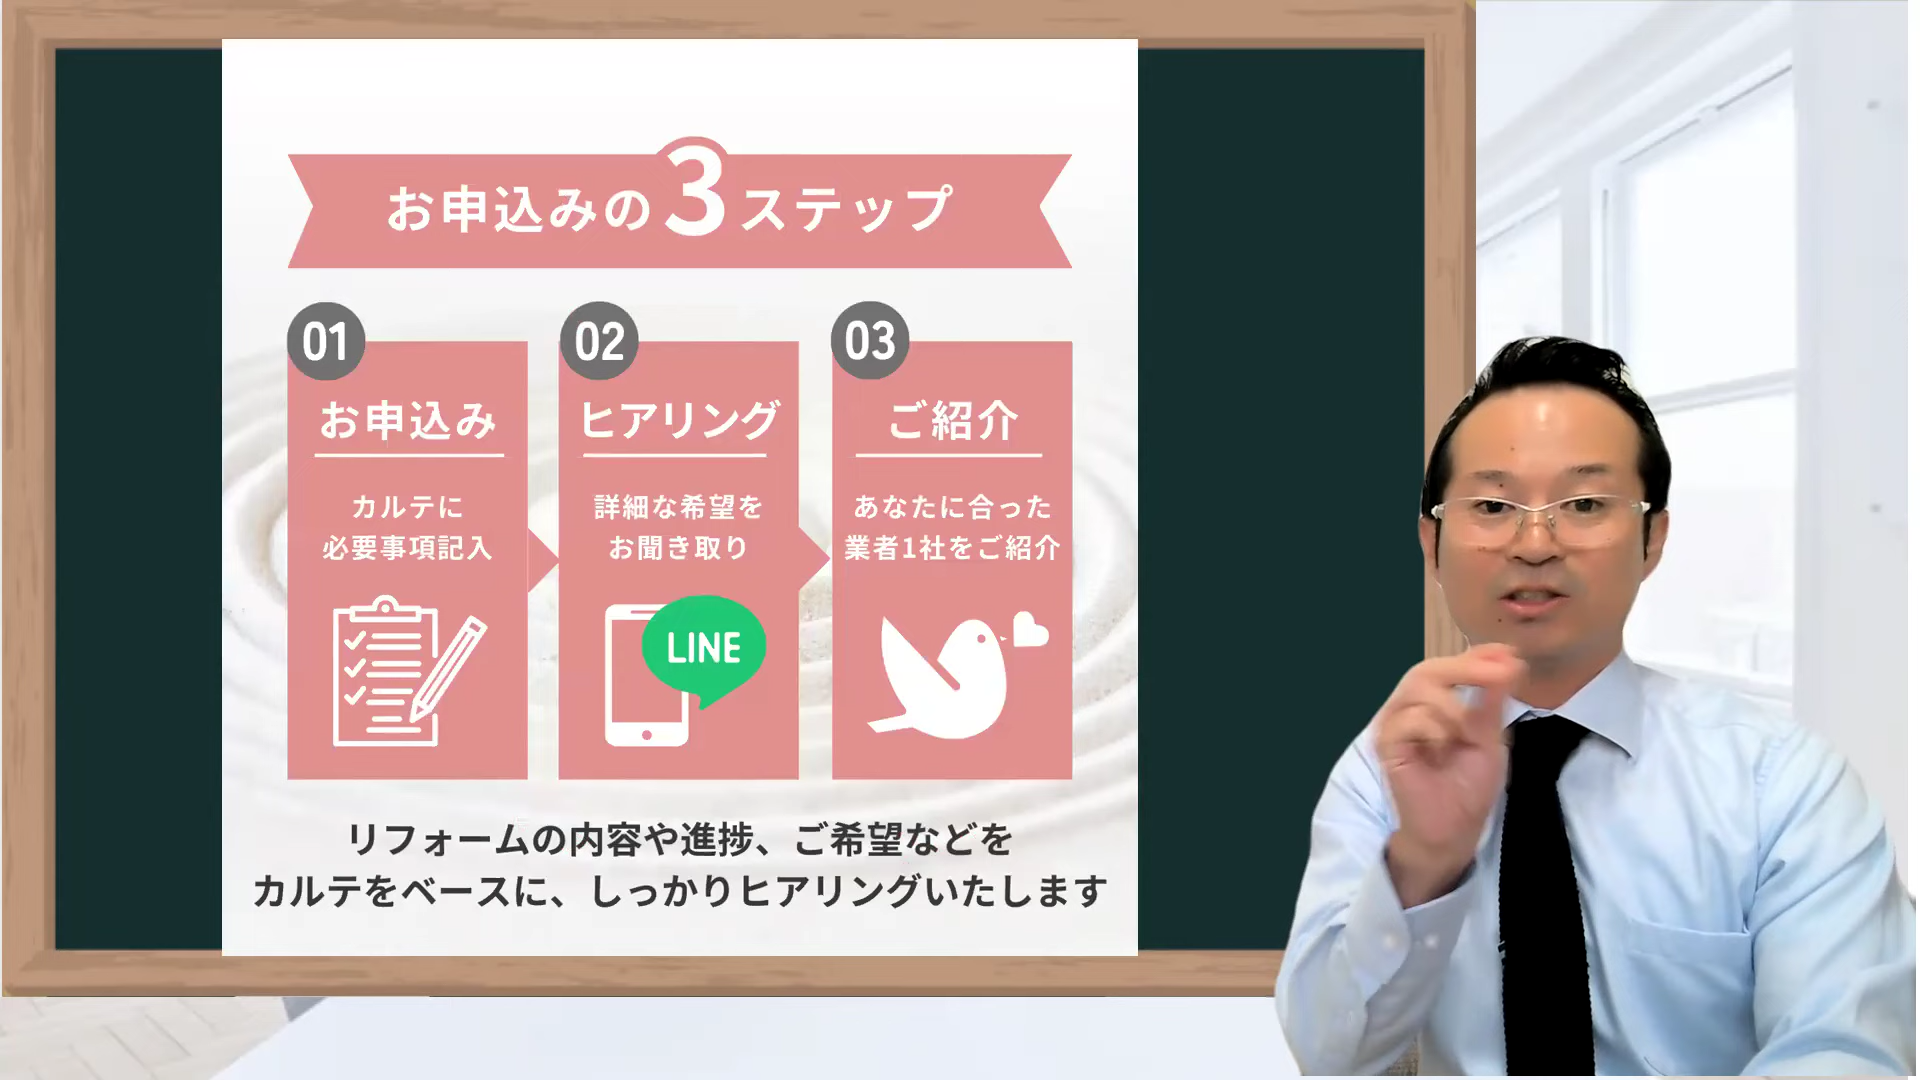 お申込みの3ステップ
01
お申込み
カルテに
必要事項記入
02
ヒアリング
詳細な希望を
お聞き取り
LINE
03
ご紹介
あなたに合った
業者1社をご紹介
リフォームの内容や進捗、ご希望などを
カルテをベースに、しっかりヒアリングいたします